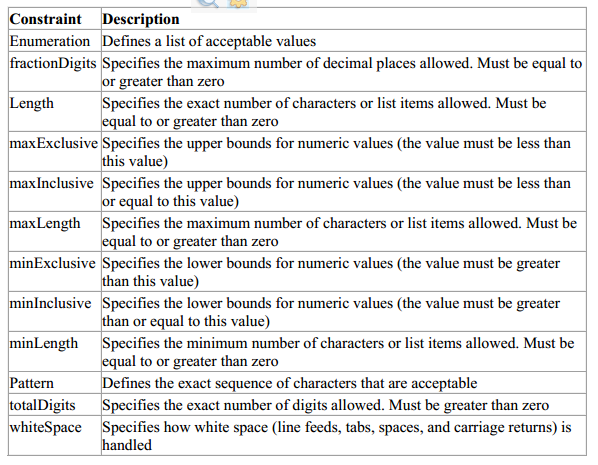 Constraint Description
Enumeration Defines a list of acceptable values
fractionDigits Specifies the maximum number of decimal places allowed. Must be equal to
or greater than zero
Length Specifies the exact number of characters or list items allowed. Must be
equal to or greater than zero
maxExclusive Specifies the upper bounds for numeric values (the value must be less than
this value)
maxInclusive Specifies the upper bounds for numeric values (the value must be less than
or equal to this value)
maxLength Specifies the maximum number of characters or list items allowed. Must be
equal to or greater than zero
minExclusive Specifies the lower bounds for numeric values (the value must be greater
than this value)
minInclusive Specifies the lower bounds for numeric values (the value must be greater
than or equal to this value)
minLength Specifies the minimum number of characters or list items allowed. Must be
equal to or greater than zero
Pattern Defines the exact sequence of characters that are acceptable
totalDigits Specifies the exact number of digits allowed. Must be greater than zero
whiteSpace Specifies how white space (line feeds, tabs, spaces, and carriage returns) is
handled